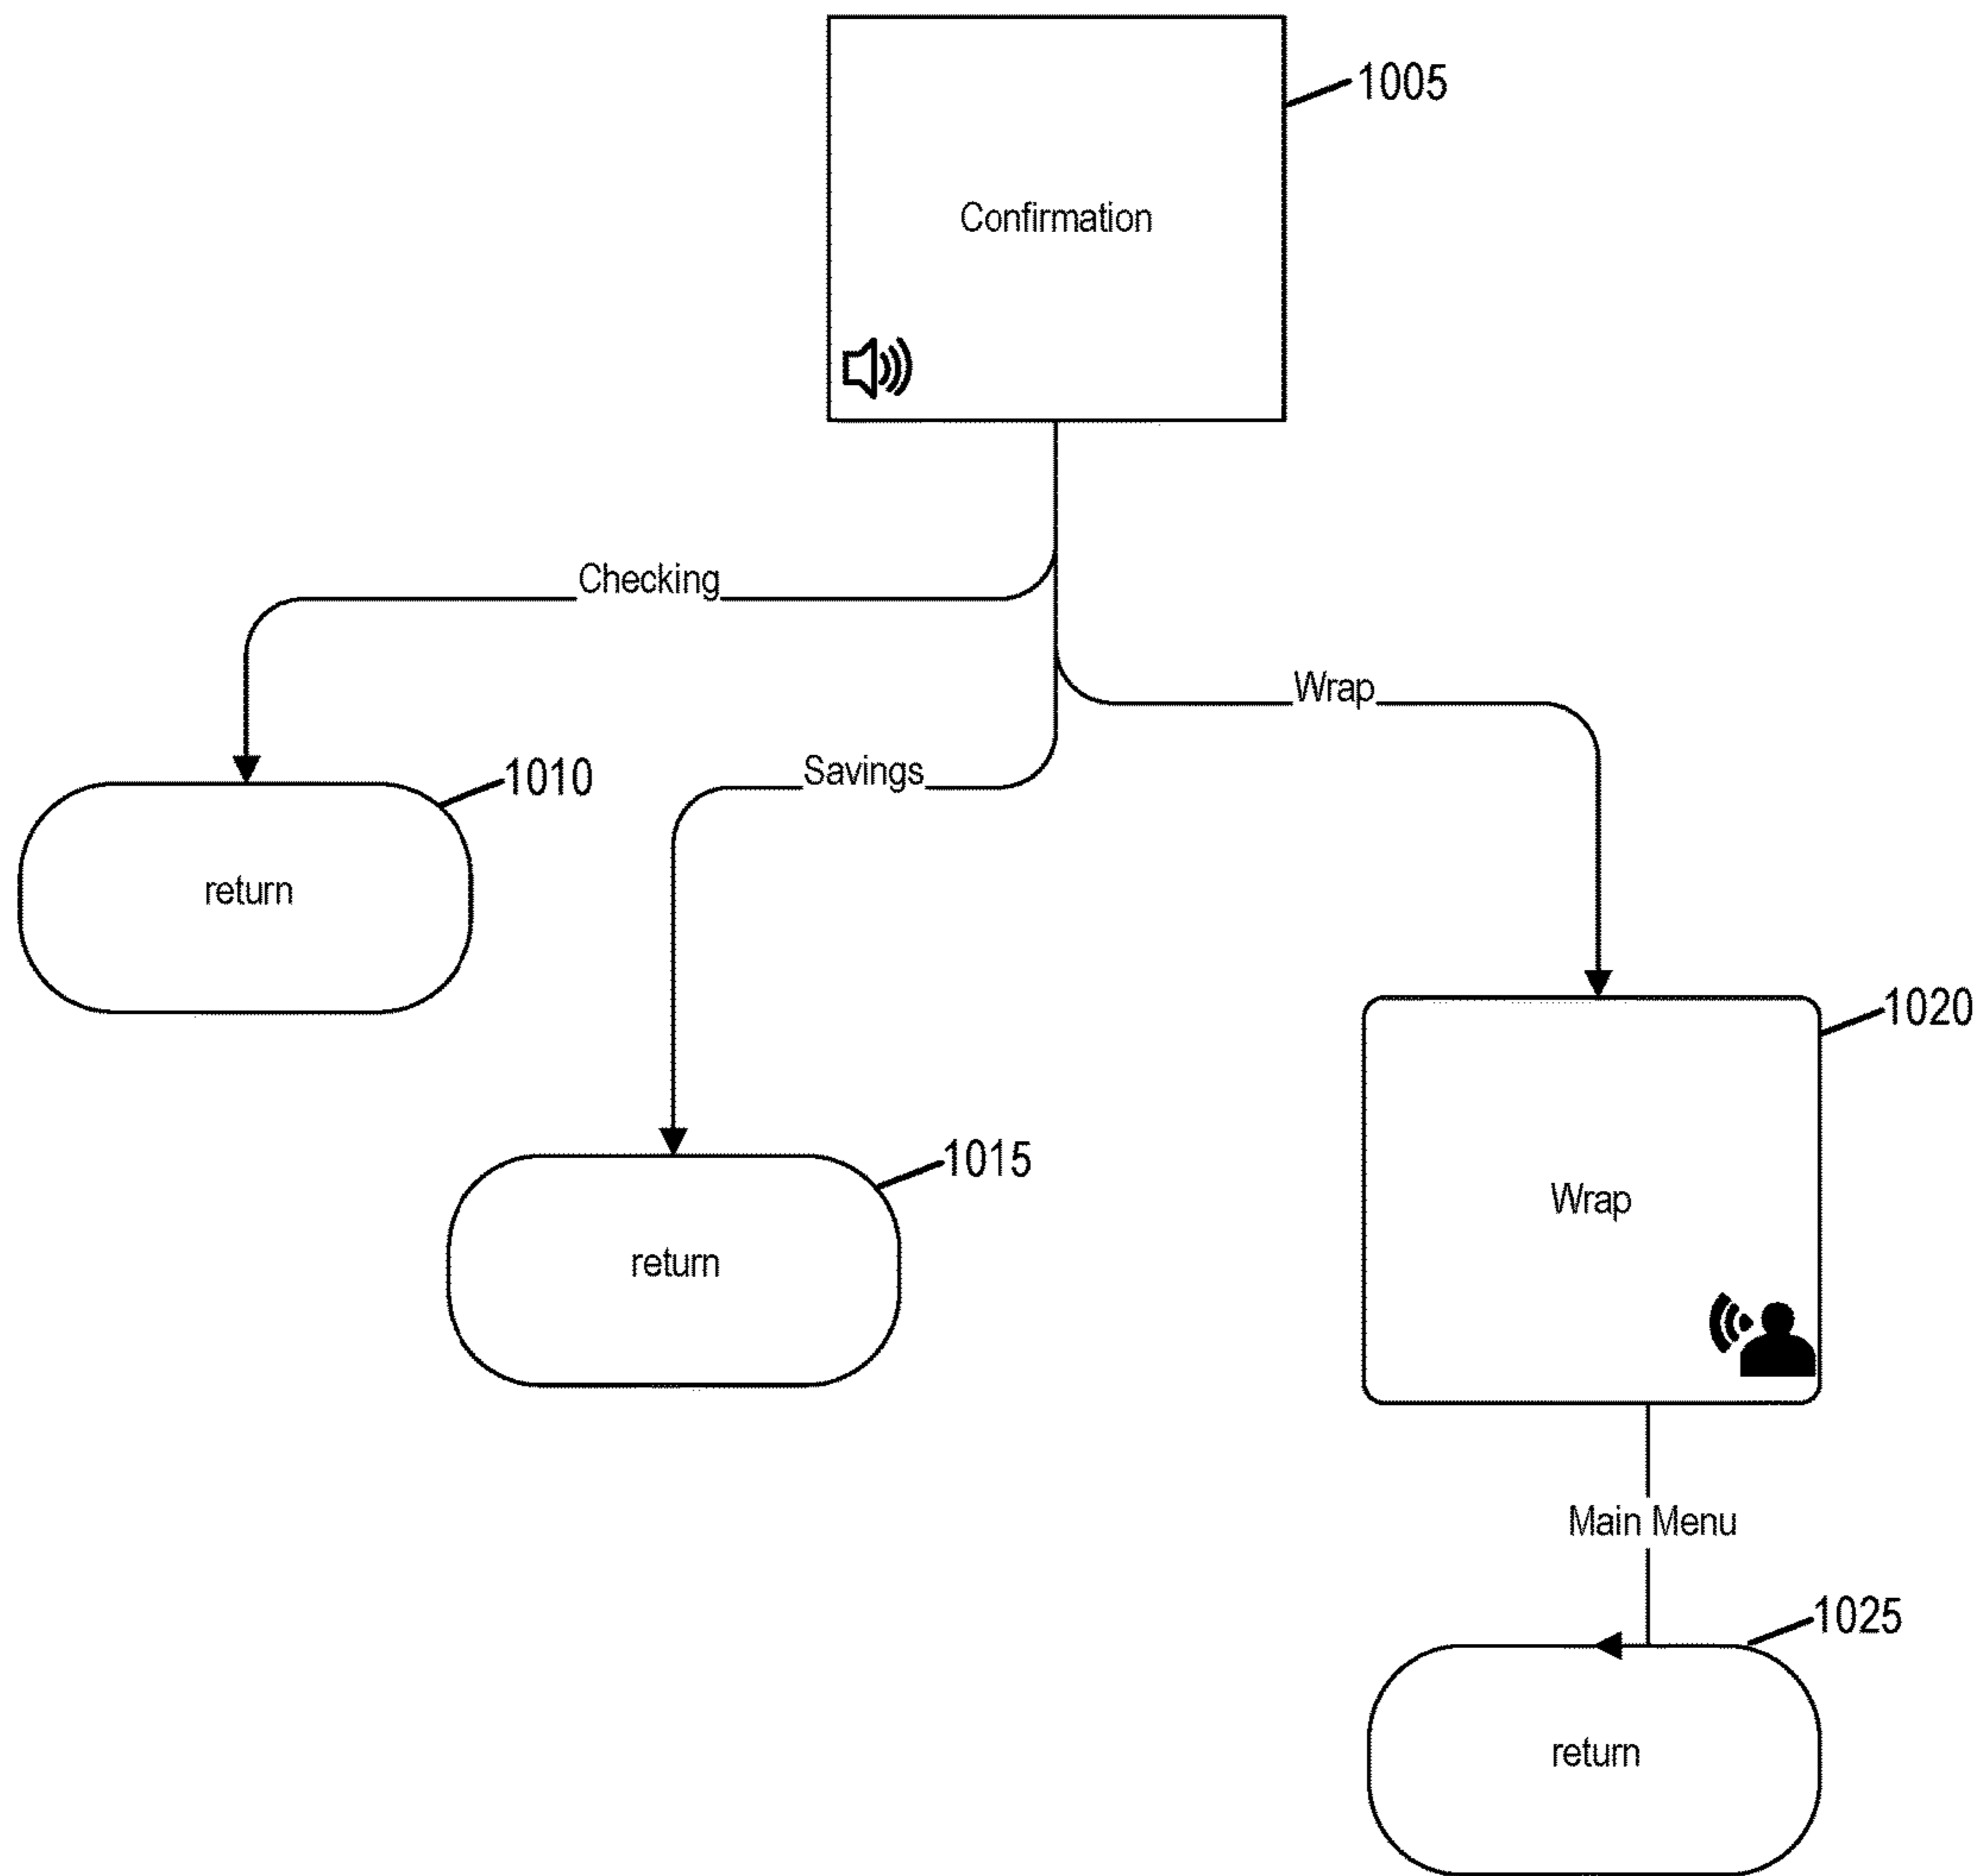 1005
Confirmation
Checking
Wrap
Savings
1010
return
1020
1015
Wrap
return
Main Menu
1025
return